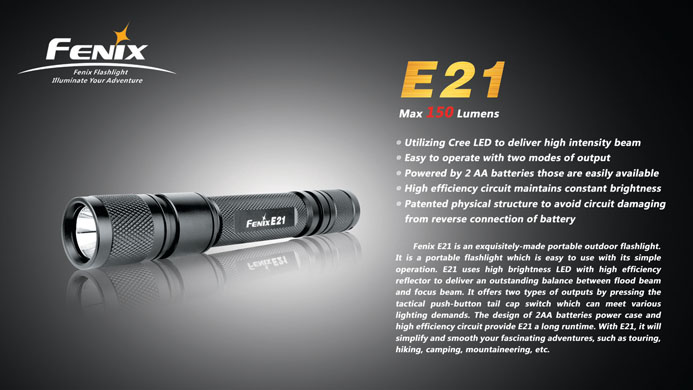 FENIX
Fenix Flashlight
Illuminate Your Adventure
E21
Max 150 Lumens
• Utilizing Cree LED to deliver high intensity beam
• Easy to operate with two modes of output
• Powered by 2 AA batteries those are easily available
• High efficiency circuit maintains constant brightness
• Patented physical structure to avoid circuit damaging
from reverse connection of battery
FENIX E21
Fenix E21 is an exquisitely-made portable outdoor flashlight.
It is a portable flashlight which is easy to use with its simple
operation. E21 uses high brightness LED with high efficiency
reflector to deliver an outstanding balance between flood beam
and focus beam. It offers two types of outputs by pressing the
tactical push-button tail cap switch which can meet various
lighting demands. The design of 2AA batteries power case and
high efficiency circuit provide E21 a long runtime. With E21, it will
simplify and smooth your fascinating adventures, such as touring,
hiking, camping, mountaineering, etc.